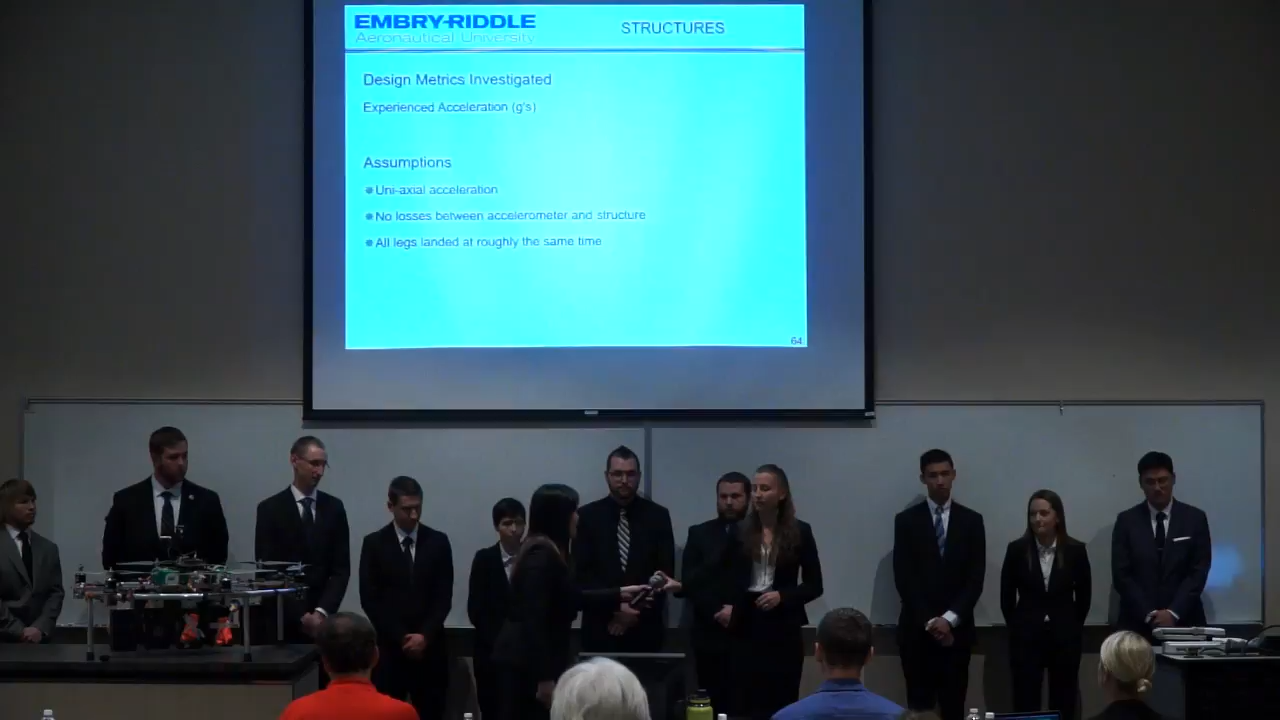 EMBRY-RIDDLE
Aeronautical University
STRUCTURES
Design Metrics Investigated
Experienced Acceleration (g's)
Assumptions
Uni-axial acceleration
No losses between accelerometer and structure
All legs landed at roughly the same time
64